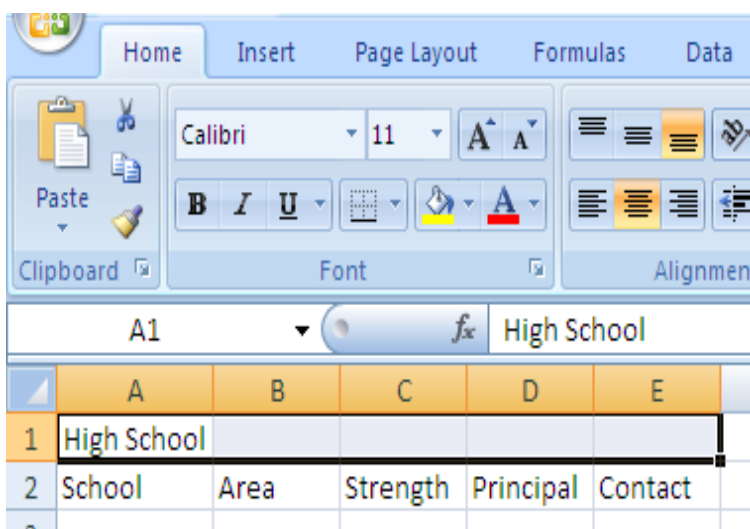 Home Insert Page Layout Formulas Data
Calibri 11 A A
Paste
B I U A
Clipboard Font Alignmen
A1 fx High School
A B C D E
1 High School
2 School Area Strength Principal Contact